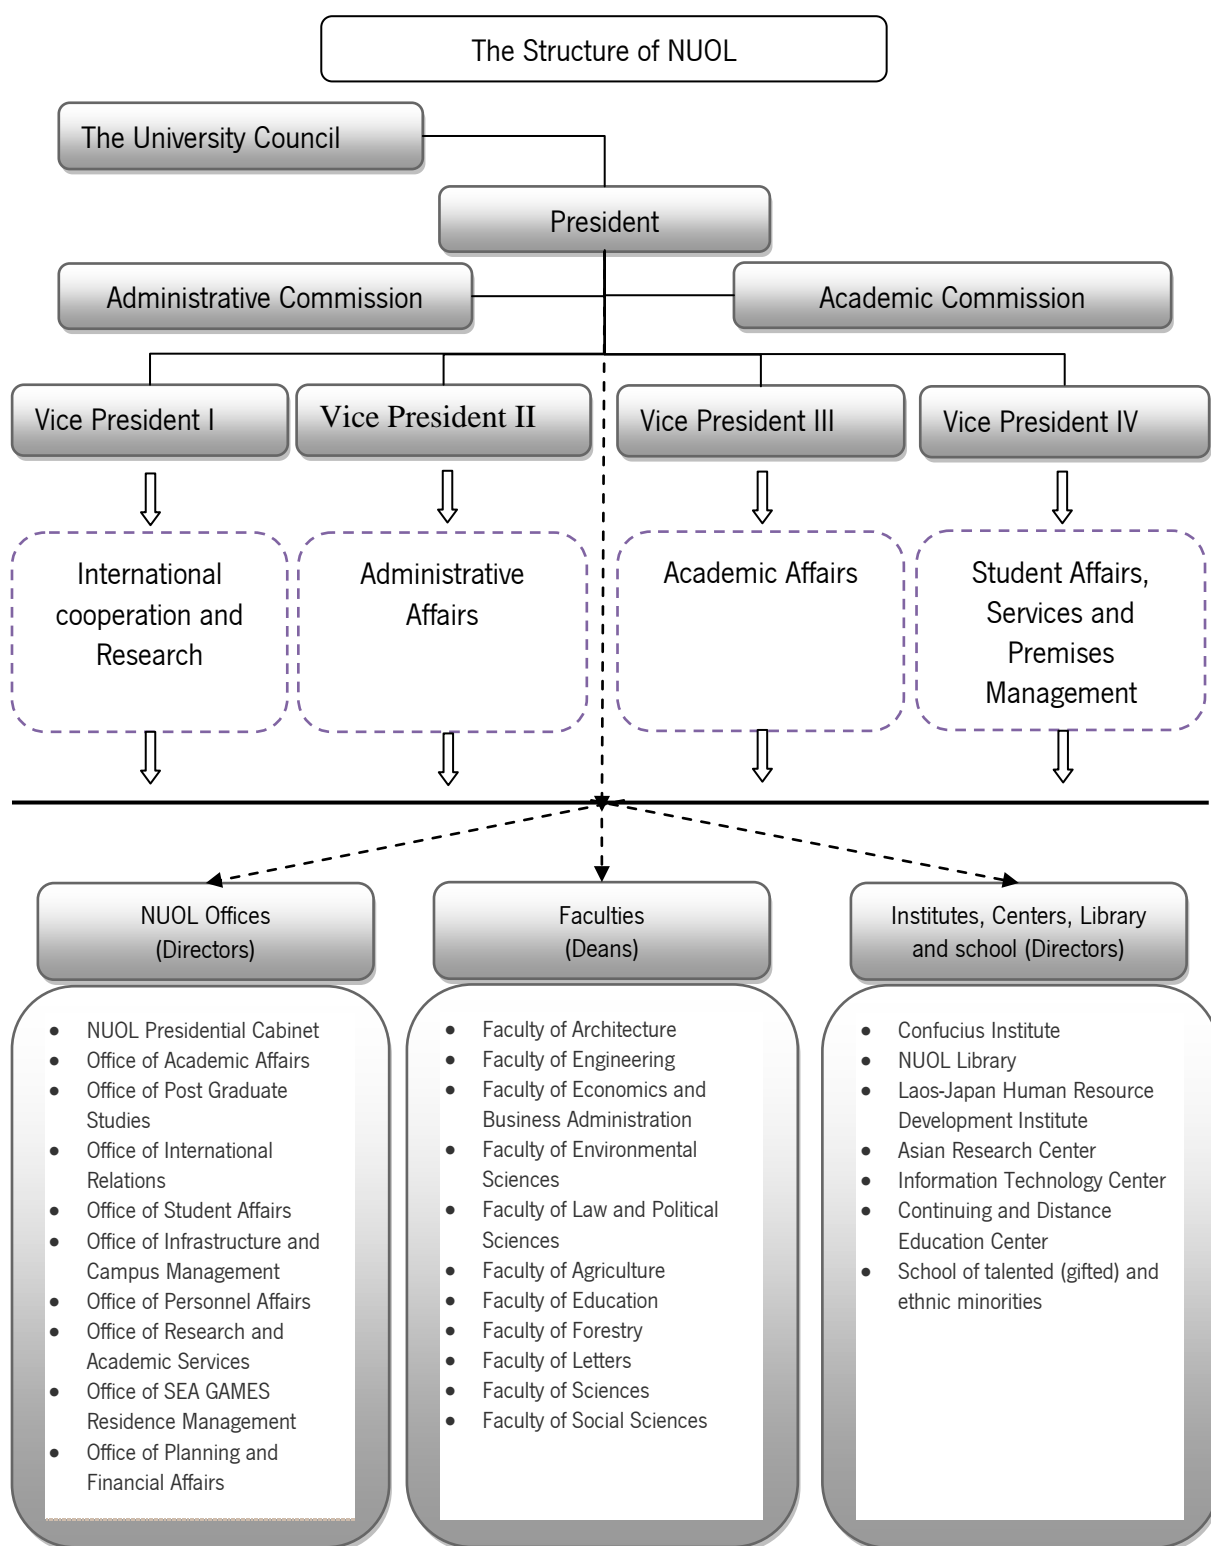 The Structure of NUOL
The University Council
President
Administrative Commission
Academic Commission
Vice President I
Vice President II
Vice President III
Vice President IV
International
cooperation and
Research
Administrative
Affairs
Academic Affairs
Student Affairs,
Services and
Premises
Management
NUOL Offices
(Directors)
Faculties
(Deans)
Institutes, Centers, Library
and school (Directors)
• NUOL Presidential Cabinet
• Office of Academic Affairs
• Office of Post Graduate
Studies
• Office of International
Relations
• Office of Student Affairs
• Office of Infrastructure and
Campus Management
• Office of Personnel Affairs
• Office of Research and
Academic Services
• Office of SEA GAMES
Residence Management
• Office of Planning and
Financial Affairs
• Faculty of Architecture
• Faculty of Engineering
• Faculty of Economics and
Business Administration
• Faculty of Environmental
Sciences
• Faculty of Law and Political
Sciences
• Faculty of Agriculture
• Faculty of Education
• Faculty of Forestry
• Faculty of Letters
• Faculty of Sciences
• Faculty of Social Sciences
• Confucius Institute
• NUOL Library
• Laos-Japan Human Resource
Development Institute
• Asian Research Center
• Information Technology Center
• Continuing and Distance
Education Center
• School of talented (gifted) and
ethnic minorities